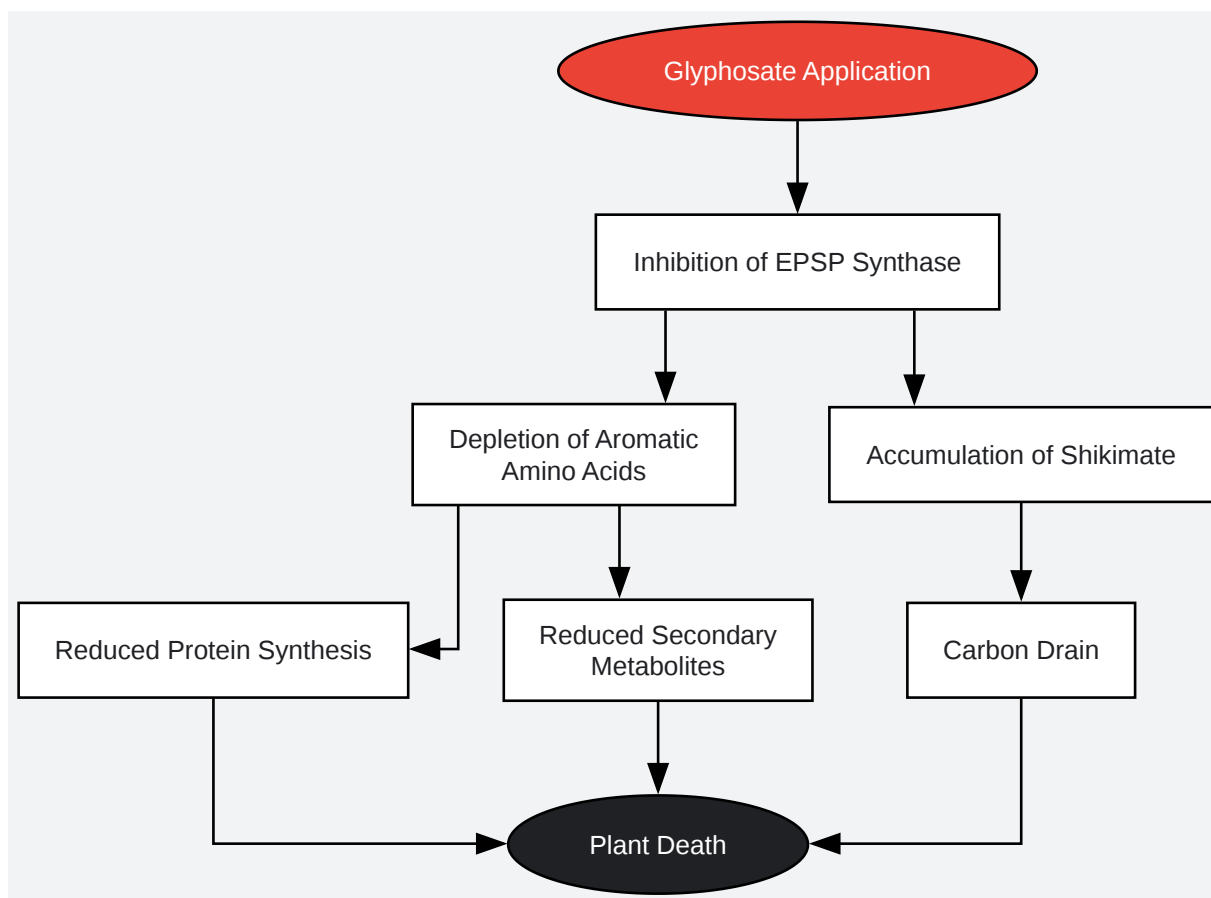 Glyphosate Application
Inhibition of EPSP Synthase
Depletion of Aromatic
Amino Acids
Accumulation of Shikimate
Reduced Protein Synthesis
Reduced Secondary
Metabolites
Carbon Drain
Plant Death